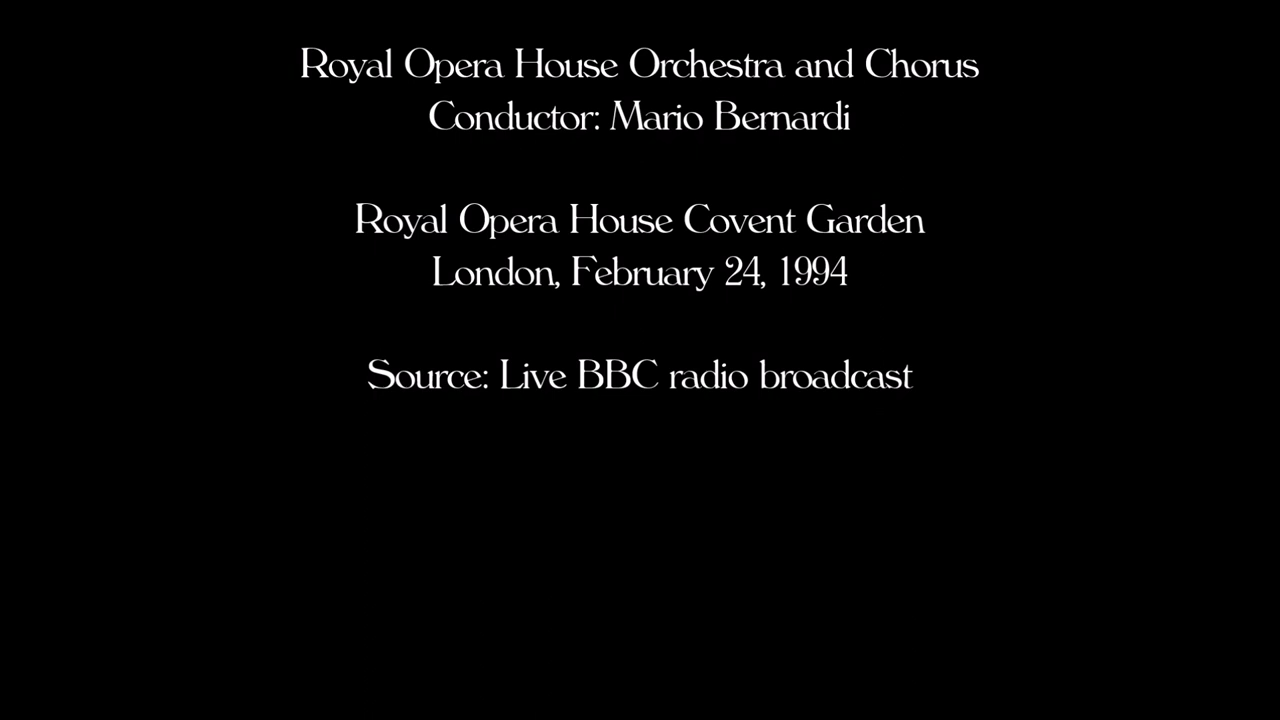 Royal Opera House Orchestra and Chorus
Conductor: Mario Bernardi
Royal Opera House Covent Garden
London, February 24, 1994
Source: Live BBC radio broadcast